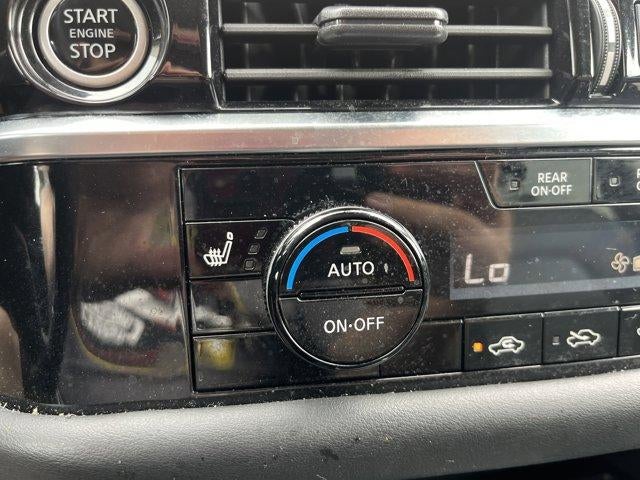 START
ENGINE
STOP
REAR
ON·OFF
AUTO
Lo
ON·OFF